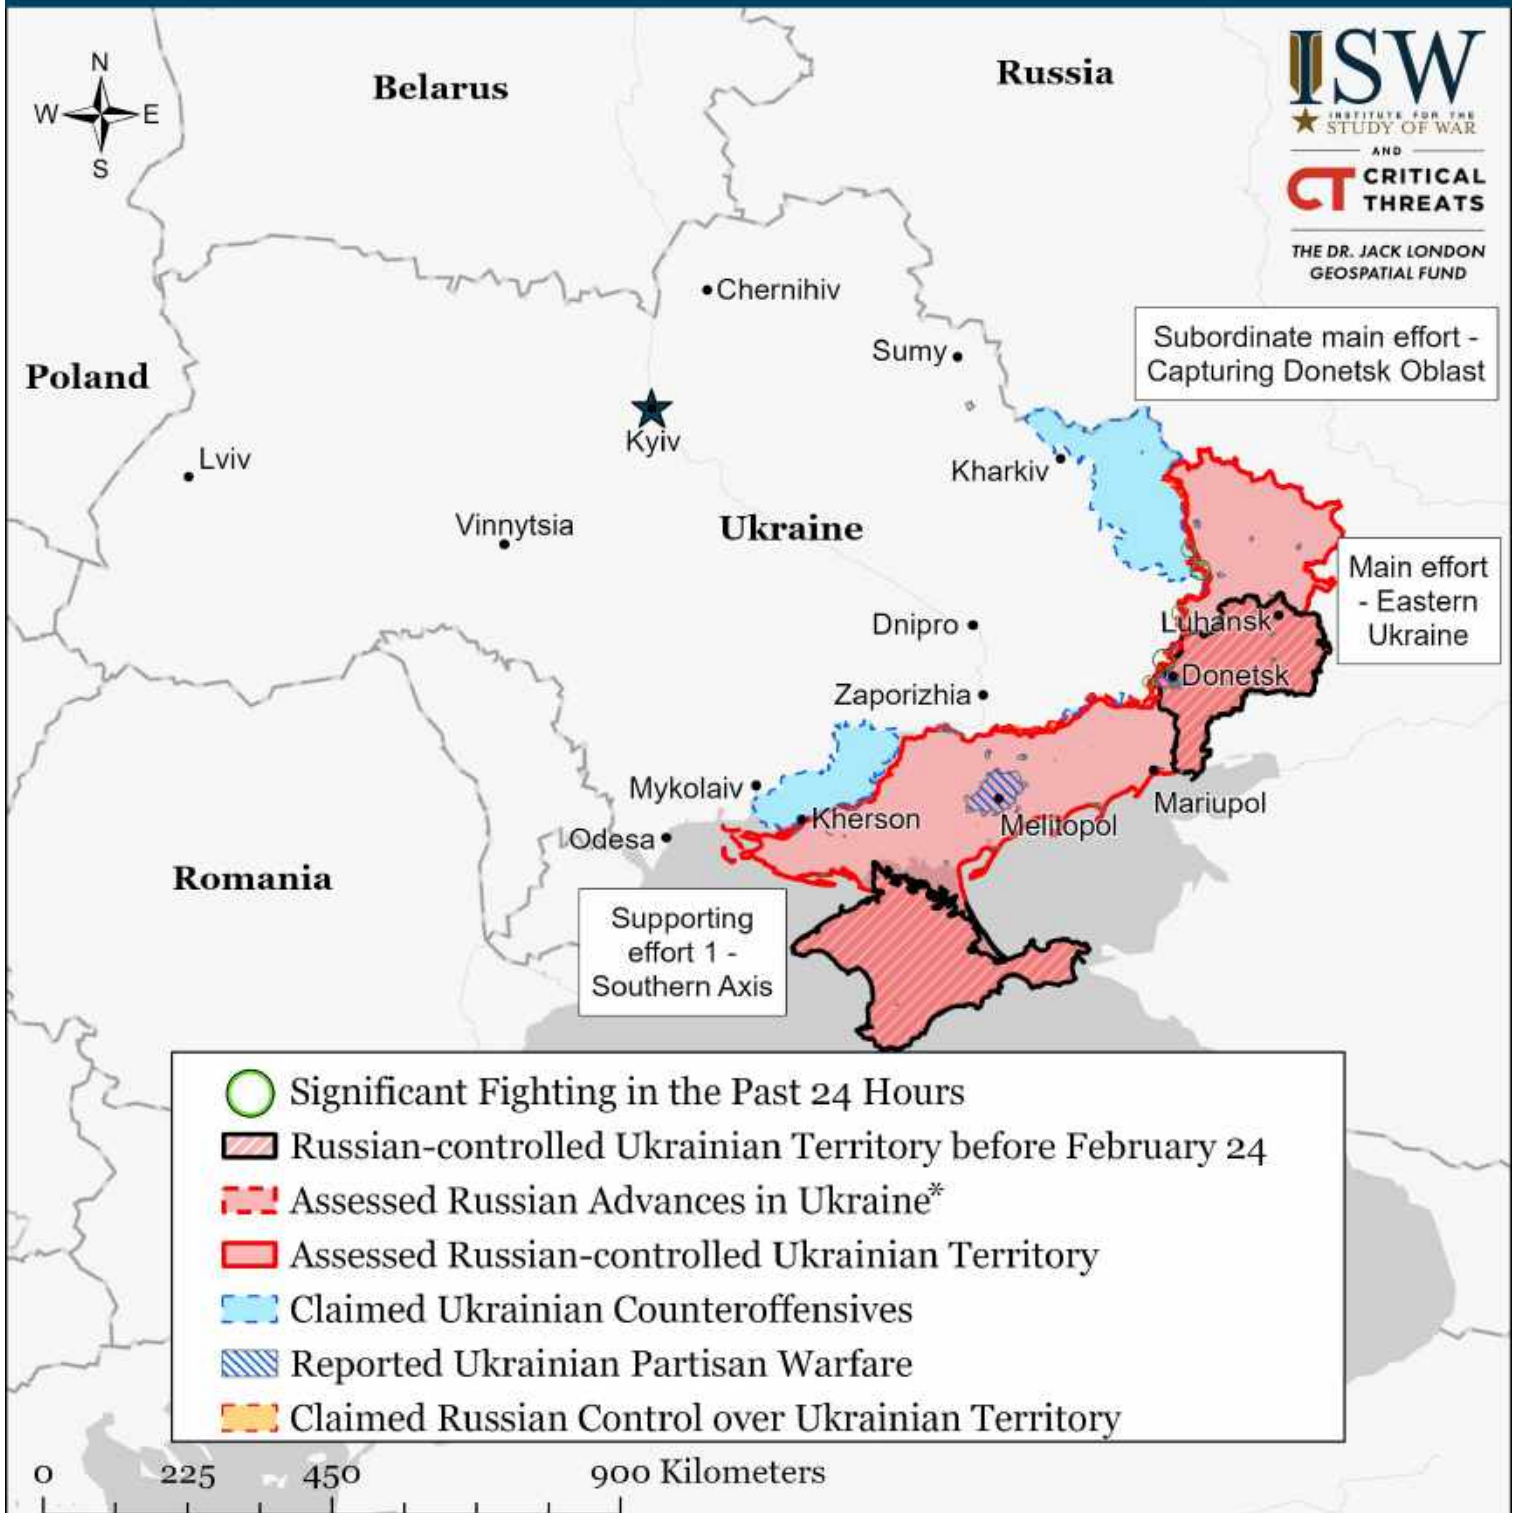 N
W
E
S
Belarus
Russia
ISW
INSTITUTE FOR THE
STUDY OF WAR
AND
CT CRITICAL
THREATS
THE DR. JACK LONDON
GEOSPATIAL FUND
Chernihiv
Subordinate main effort -
Capturing Donetsk Oblast
Sumy
Poland
Kyiv
Lviv
Kharkiv
Vinnytsia
Ukraine
Main effort
- Eastern
Ukraine
Dnipro
Luhansk
Donetsk
Zaporizhia
Mykolaiv
Mariupol
Kherson
Melitopol
Odesa
Romania
Supporting
effort 1 -
Southern Axis
Significant Fighting in the Past 24 Hours
Russian-controlled Ukrainian Territory before February 24
Assessed Russian Advances in Ukraine*
Assessed Russian-controlled Ukrainian Territory
Claimed Ukrainian Counteroffensives
Reported Ukrainian Partisan Warfare
Claimed Russian Control over Ukrainian Territory
0 225 450 900 Kilometers